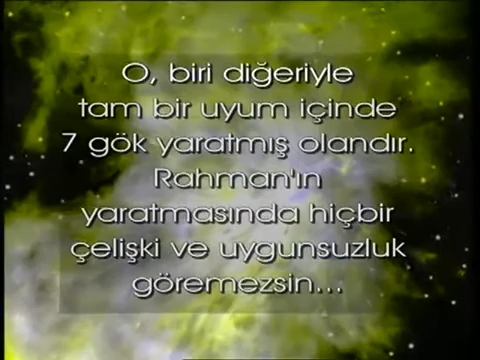 O, biri diğeriyle
tam bir uyum içinde
7 gök yaratmış olandır.
Rahman'ın
yaratmasında hiçbir
çelişki ve uygunsuzluk
göremezsin...